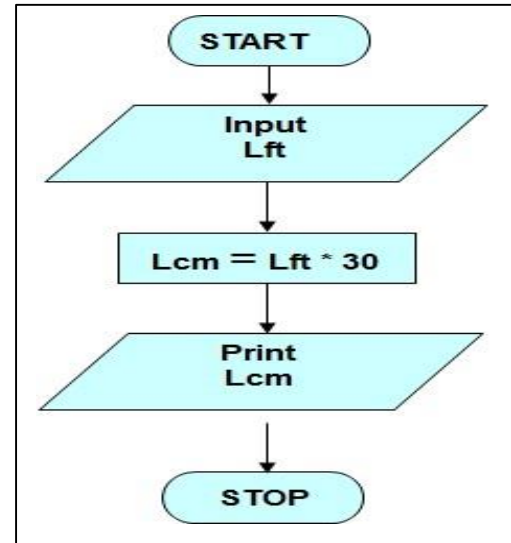 START
Input
Lft
Lcm = Lft * 30
Print
Lcm
STOP